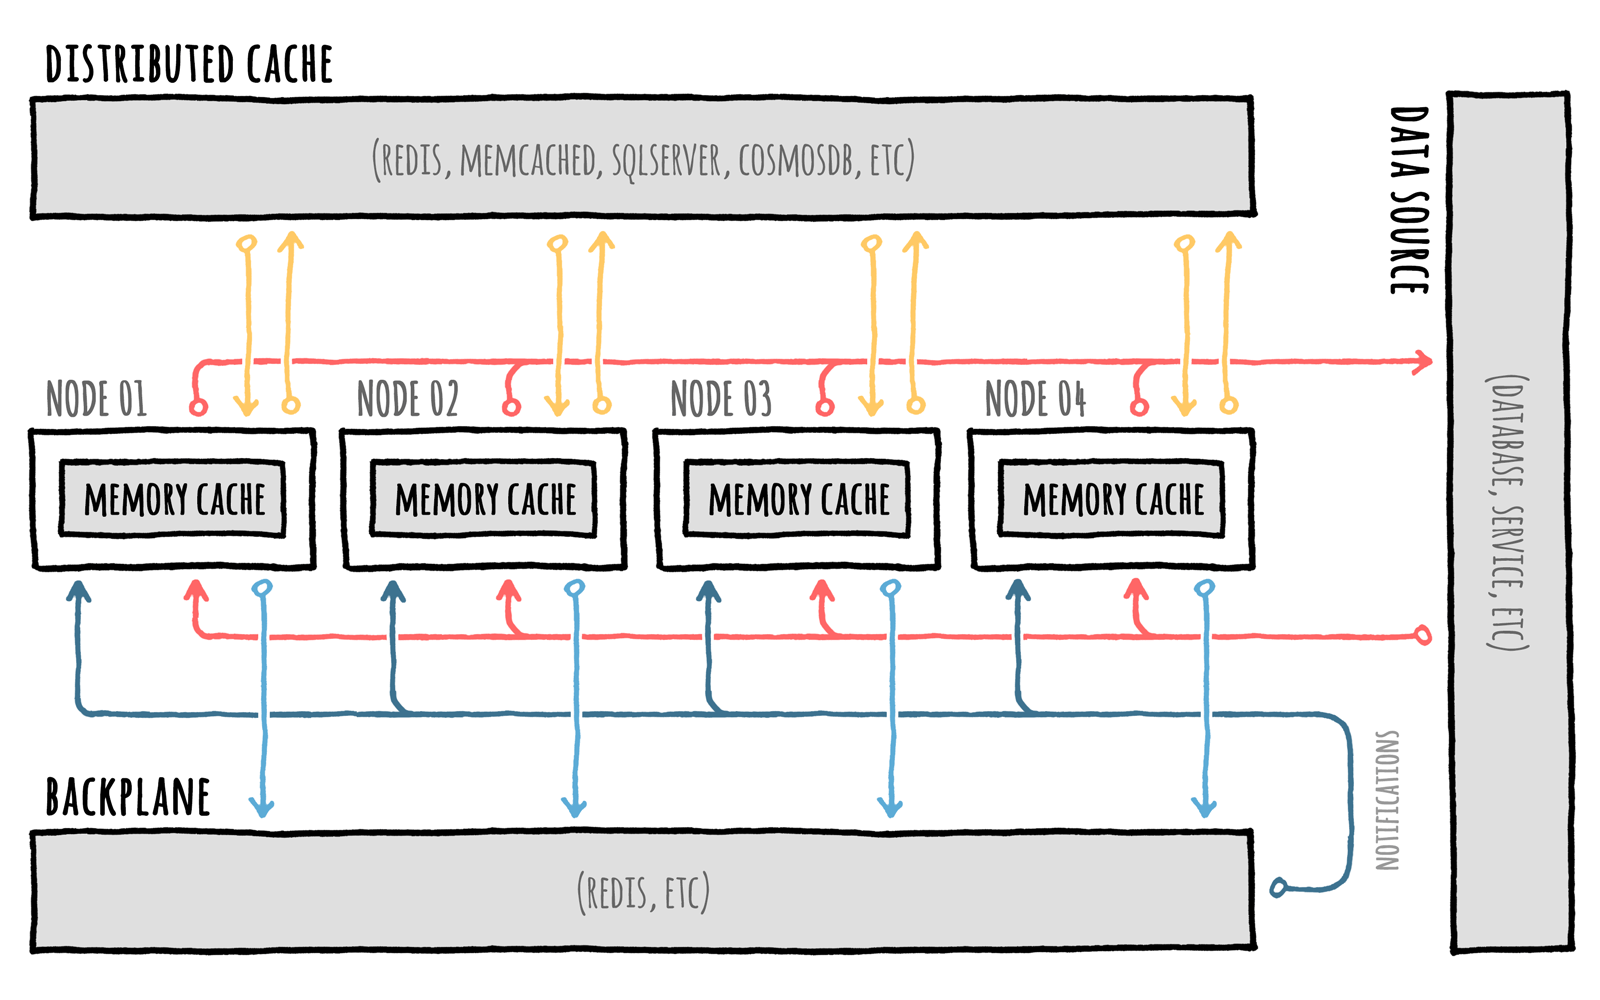 DISTRIBUTED CACHE
(REDIS, MEMCACHED, SQLSERVER, COSMOSDB, ETC)
DATA SOURCE
(DATABASE, SERVICE, ETC)
NODE 01
NODE 02
NODE 03
NODE 04
MEMORY CACHE
MEMORY CACHE
MEMORY CACHE
MEMORY CACHE
NOTIFICATIONS
BACKPLANE
(REDIS, ETC)